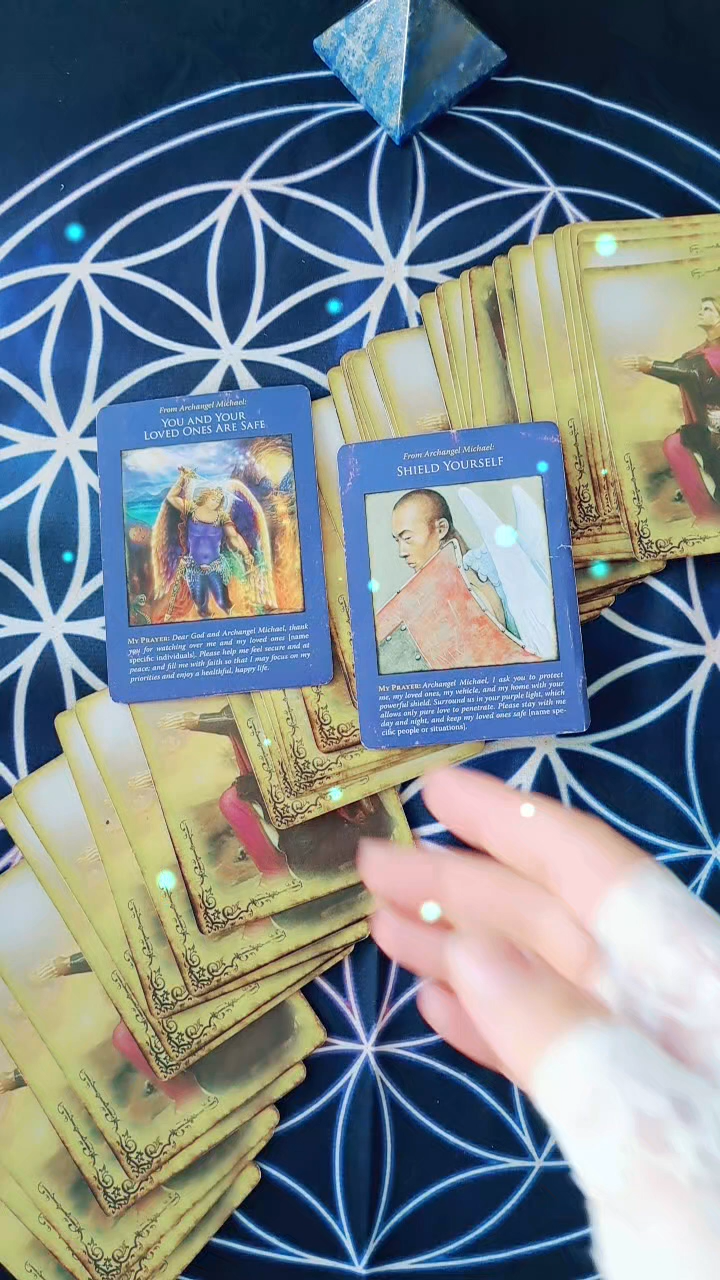 From Archangel Michael:
YOU AND YOUR
LOVED ONES ARE SAFE
MY PRAYER: Dear God and Archangel Michael, thank
you for watching over me and my loved ones [name
specific individuals]. Please help me feel secure and at
peace; and fill me with faith so that I may focus on my
priorities and enjoy a healthful, happy life.
From Archangel Michael:
SHIELD YOURSELF
MY PRAYER: Archangel Michael, I ask you to protect
me, my loved ones, my vehicle, and my home with your
powerful shield. Surround us in your purple light, which
allows only pure love to penetrate. Please stay with me
day and night, and keep my loved ones safe [name spe-
cific people or situations].